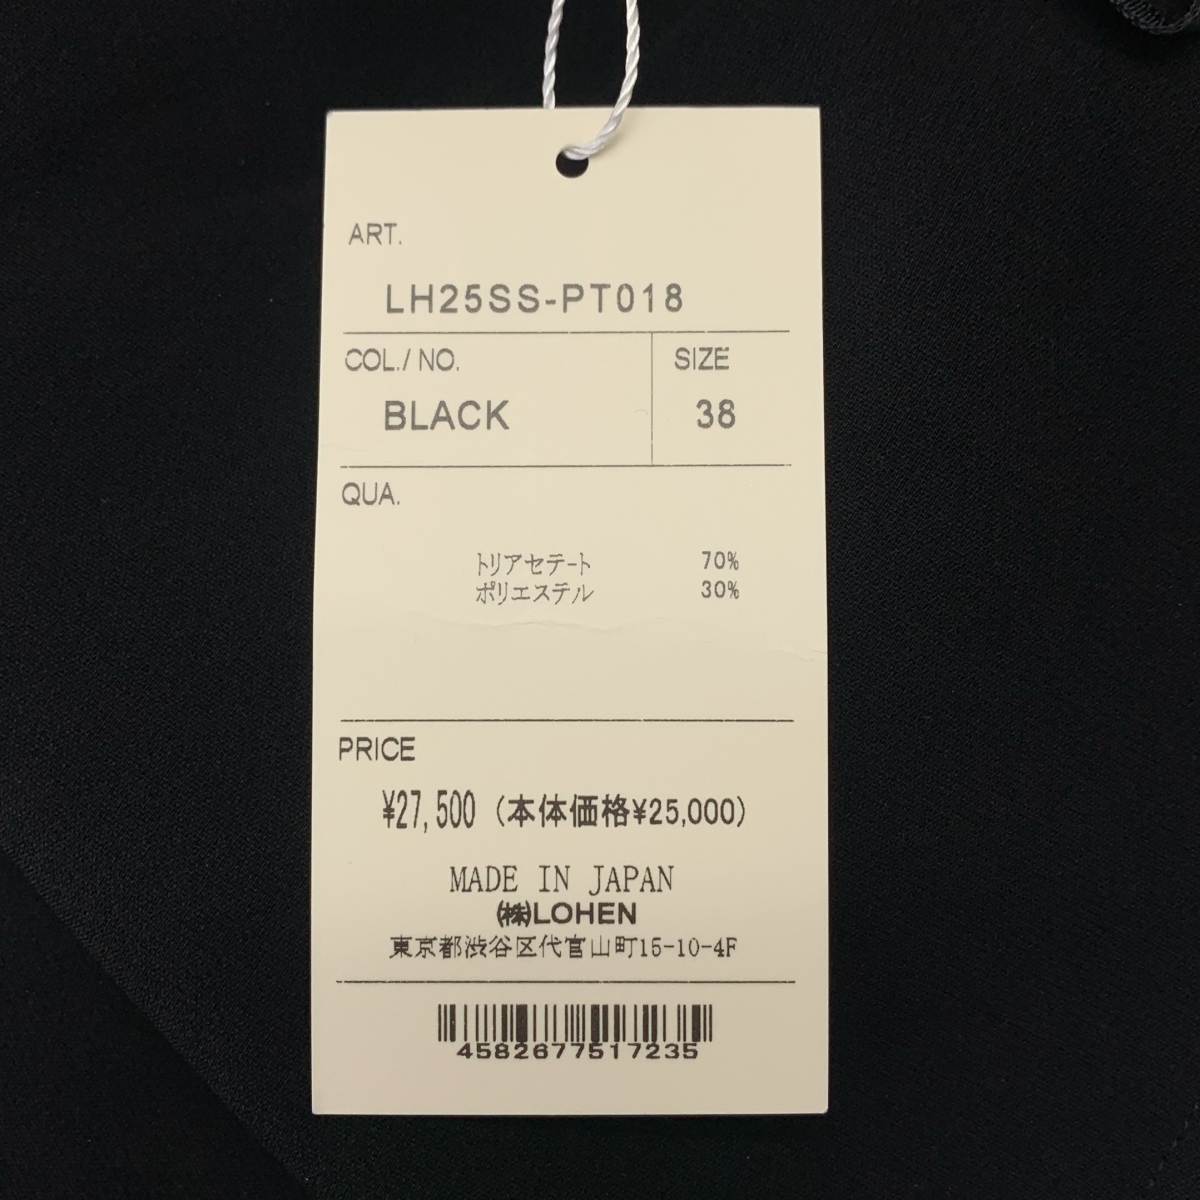 ART.
LH25SS-PT018
COL./ NO.
SIZE
BLACK
38
QUA.
トリアセテート 70%
ポリエステル 30%
PRICE
¥27,500 (本体価格¥25,000)
MADE IN JAPAN
㈱LOHEN
東京都渋谷区代官山町15-10-4F
4582677517235